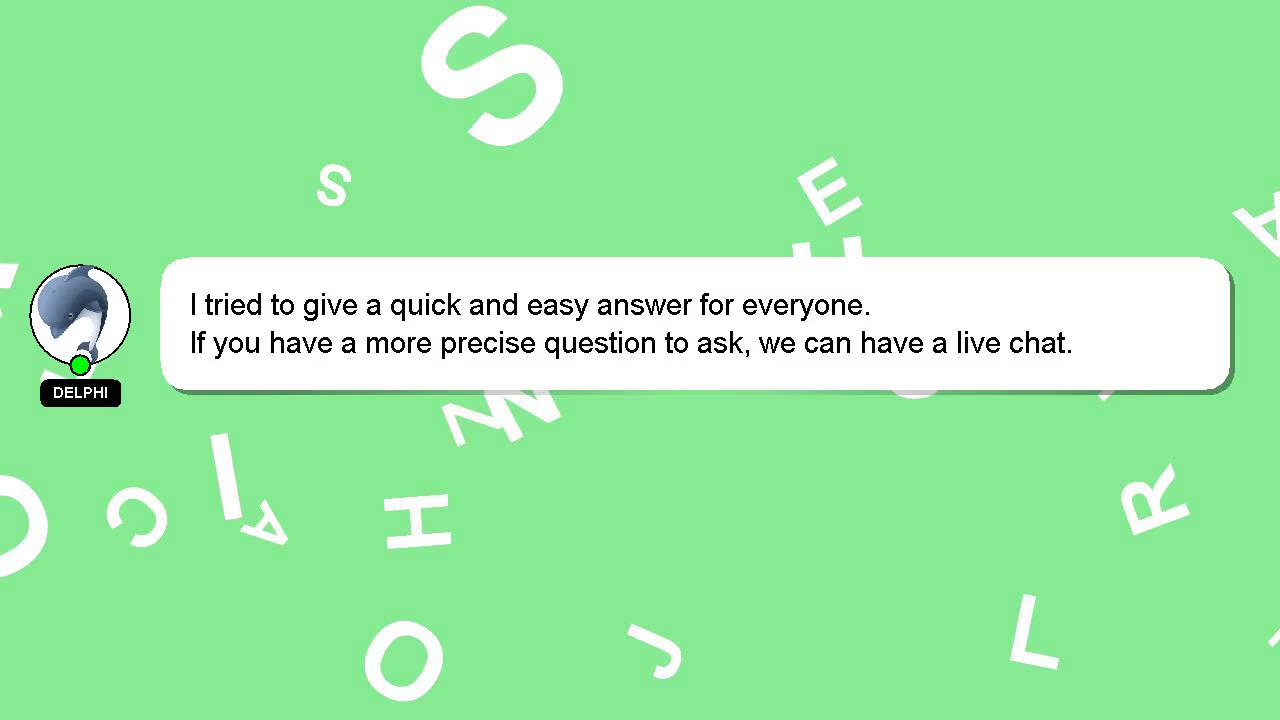 S
S
E
A
I tried to give a quick and easy answer for everyone.
If you have a more precise question to ask, we can have a live chat.
DELPHI
N
I
C
A
H
R
O
J
L